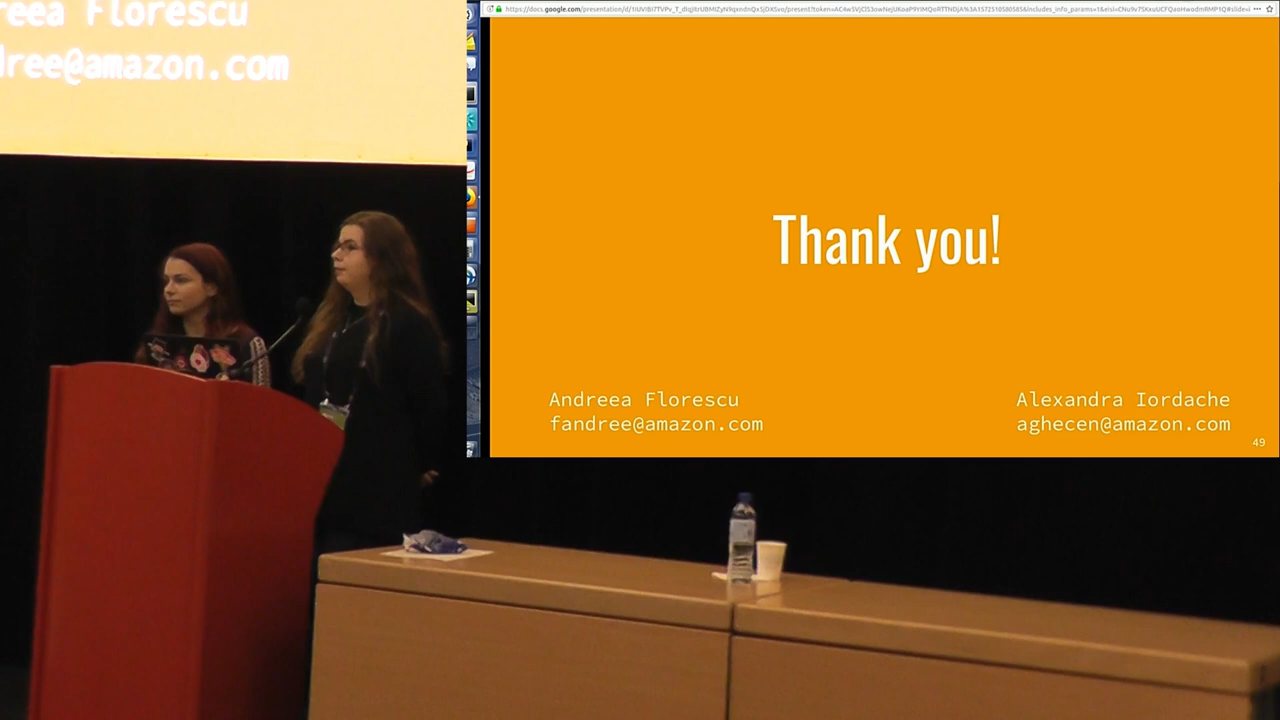 reea Florescu
dree@amazon.com
Thank you!
Andreea Florescu
fandree@amazon.com
Alexandra Iordache
aghecen@amazon.com
49